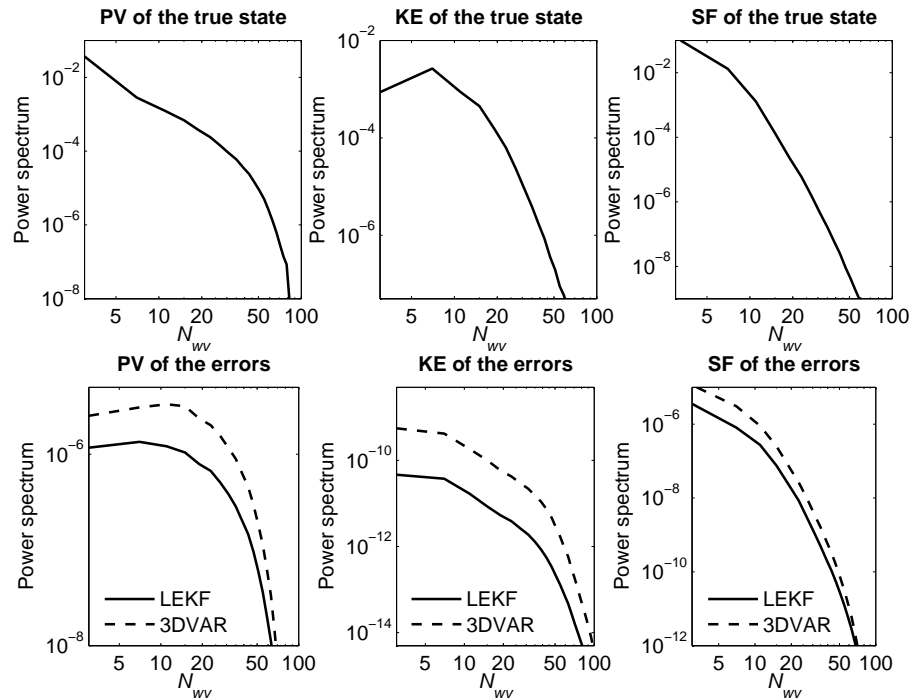 PV of the true state
Power spectrum
10^-2
10^-4
10^-6
10^-8
5 10 20 50 100
N_wv
KE of the true state
Power spectrum
10^-2
10^-4
10^-6
5 10 20 50 100
N_wv
SF of the true state
Power spectrum
10^-2
10^-4
10^-6
10^-8
5 10 20 50 100
N_wv
PV of the errors
Power spectrum
10^-6
10^-8
LEKF
3DVAR
5 10 20 50 100
N_wv
KE of the errors
Power spectrum
10^-10
10^-12
10^-14
LEKF
3DVAR
5 10 20 50 100
N_wv
SF of the errors
Power spectrum
10^-6
10^-8
10^-10
10^-12
LEKF
3DVAR
5 10 20 50 100
N_wv